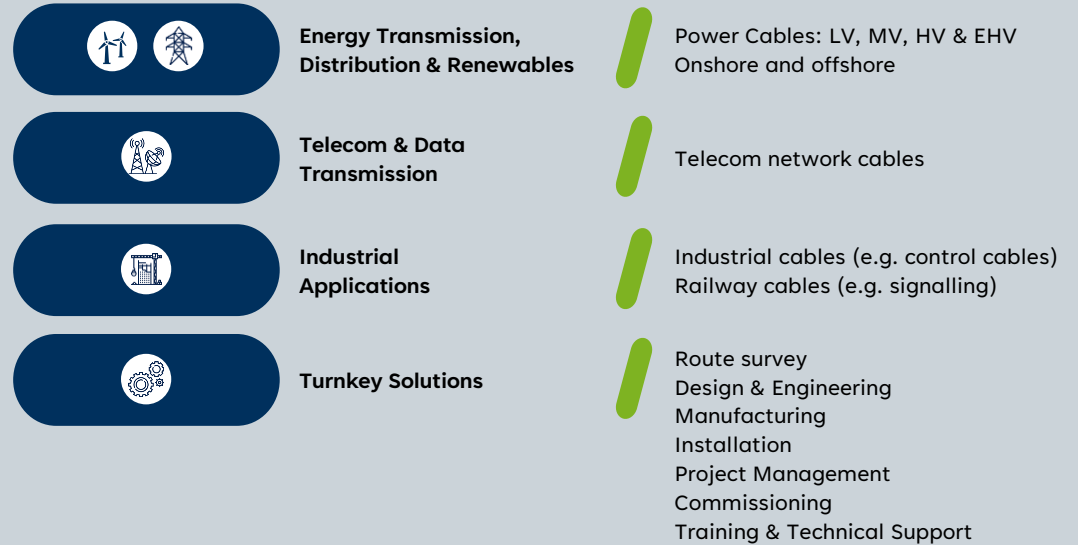 Energy Transmission,
Distribution & Renewables
Power Cables: LV, MV, HV & EHV
Onshore and offshore
Telecom & Data
Transmission
Telecom network cables
Industrial
Applications
Industrial cables (e.g. control cables)
Railway cables (e.g. signalling)
Turnkey Solutions
Route survey
Design & Engineering
Manufacturing
Installation
Project Management
Commissioning
Training & Technical Support